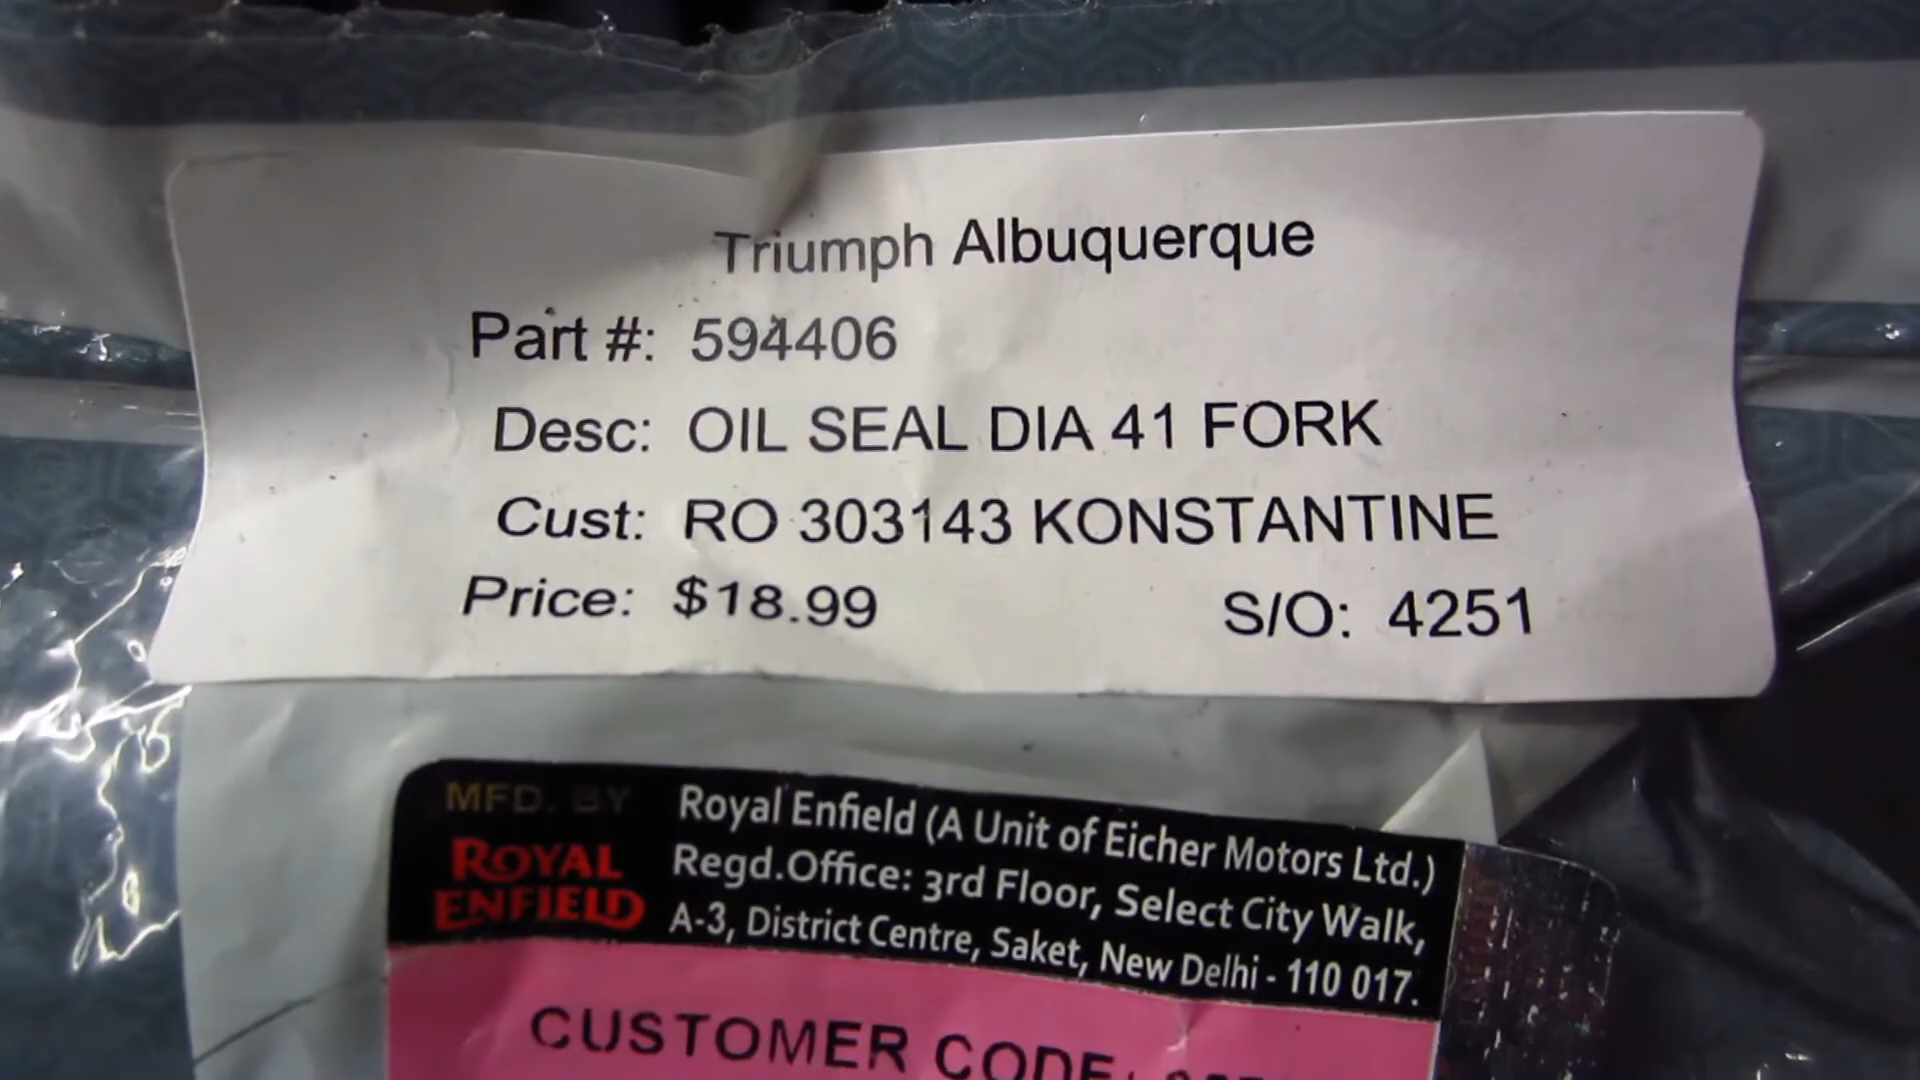 Triumph Albuquerque
Part #: 594406
Desc: OIL SEAL DIA 41 FORK
Cust: RO 303143 KONSTANTINE
Price: $18.99 S/O: 4251
MFD. BY
ROYAL
ENFIELD
Royal Enfield (A Unit of Eicher Motors Ltd.)
Regd.Office: 3rd Floor, Select City Walk,
A-3, District Centre, Saket, New Delhi - 110 017.
CUSTOMER CODE: